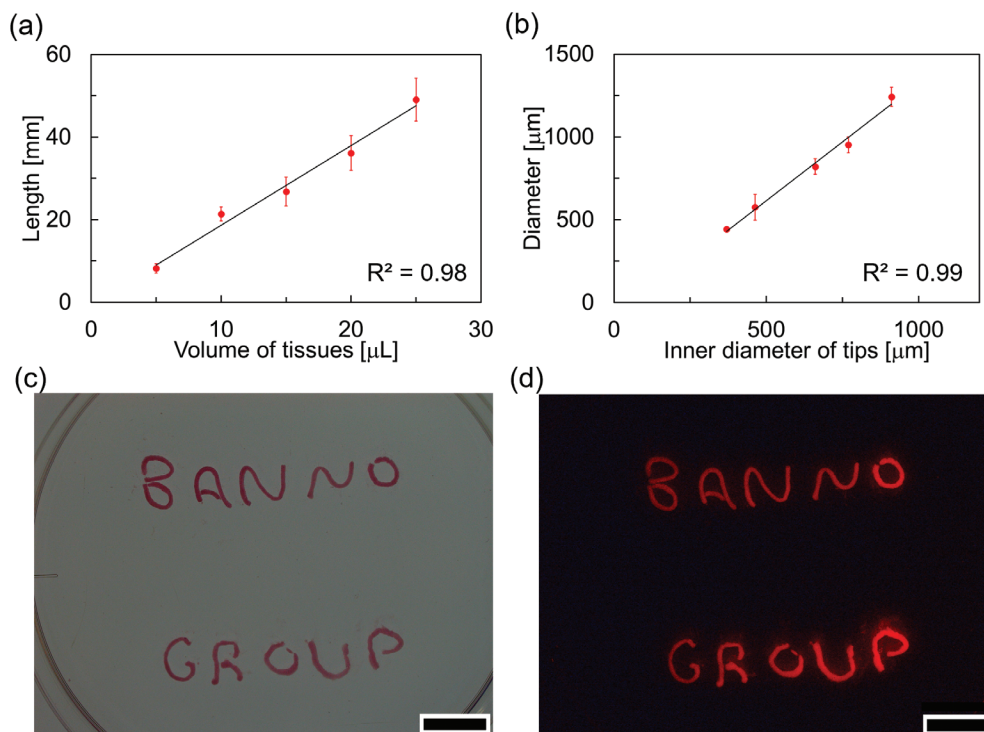 (a)
60
40
20
0
Length [mm]
0 10 20 30
Volume of tissues [μL]
R² = 0.98
(b)
1500
1000
500
0
Diameter [μm]
0 500 1000
Inner diameter of tips [μm]
R² = 0.99
(c)
BANNO
GROUP
(d)
BANNO
GROUP